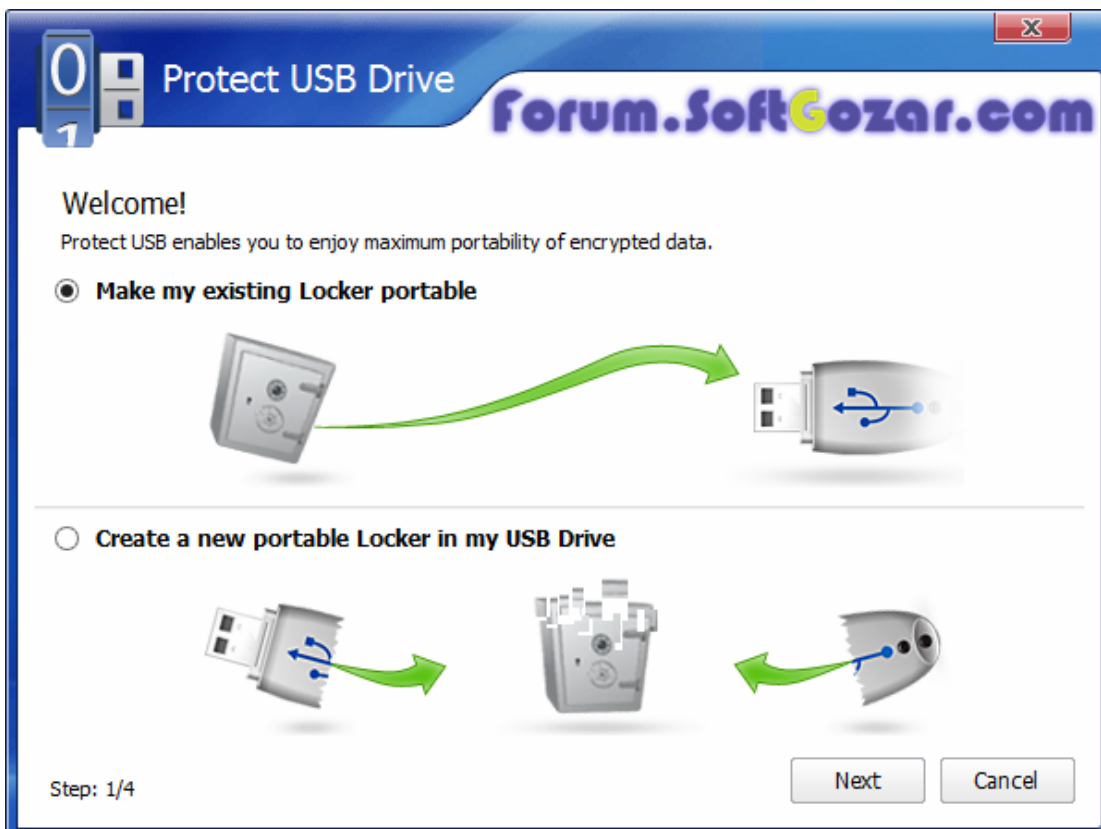 01
Protect USB Drive
Forum.SoftGozar.com
Welcome!
Protect USB enables you to enjoy maximum portability of encrypted data.
Make my existing Locker portable
Create a new portable Locker in my USB Drive
Step: 1/4
Next
Cancel